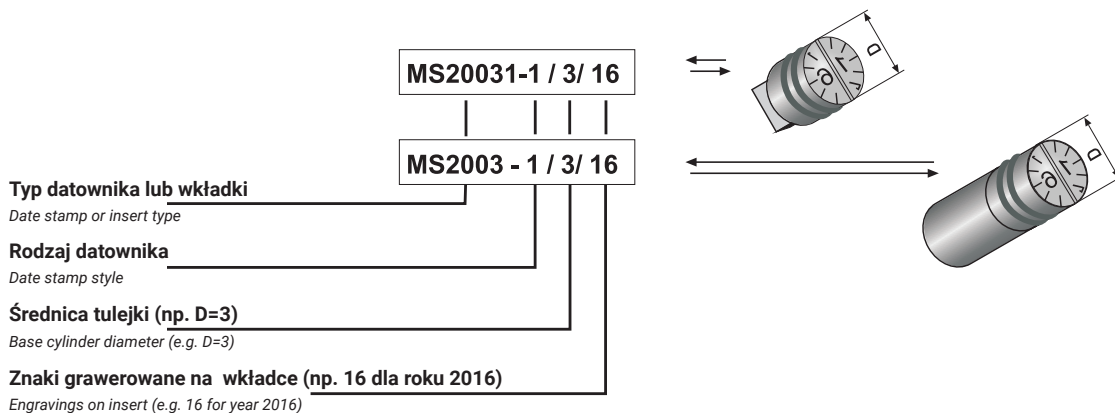 MS20031-1 / 3/ 16
D
16
MS2003 - 1 / 3/ 16
D
16
Typ datownika lub wkładki
Date stamp or insert type
Rodzaj datownika
Date stamp style
Średnica tulejki (np. D=3)
Base cylinder diameter (e.g. D=3)
Znaki grawerowane na wkładce (np. 16 dla roku 2016)
Engravings on insert (e.g. 16 for year 2016)